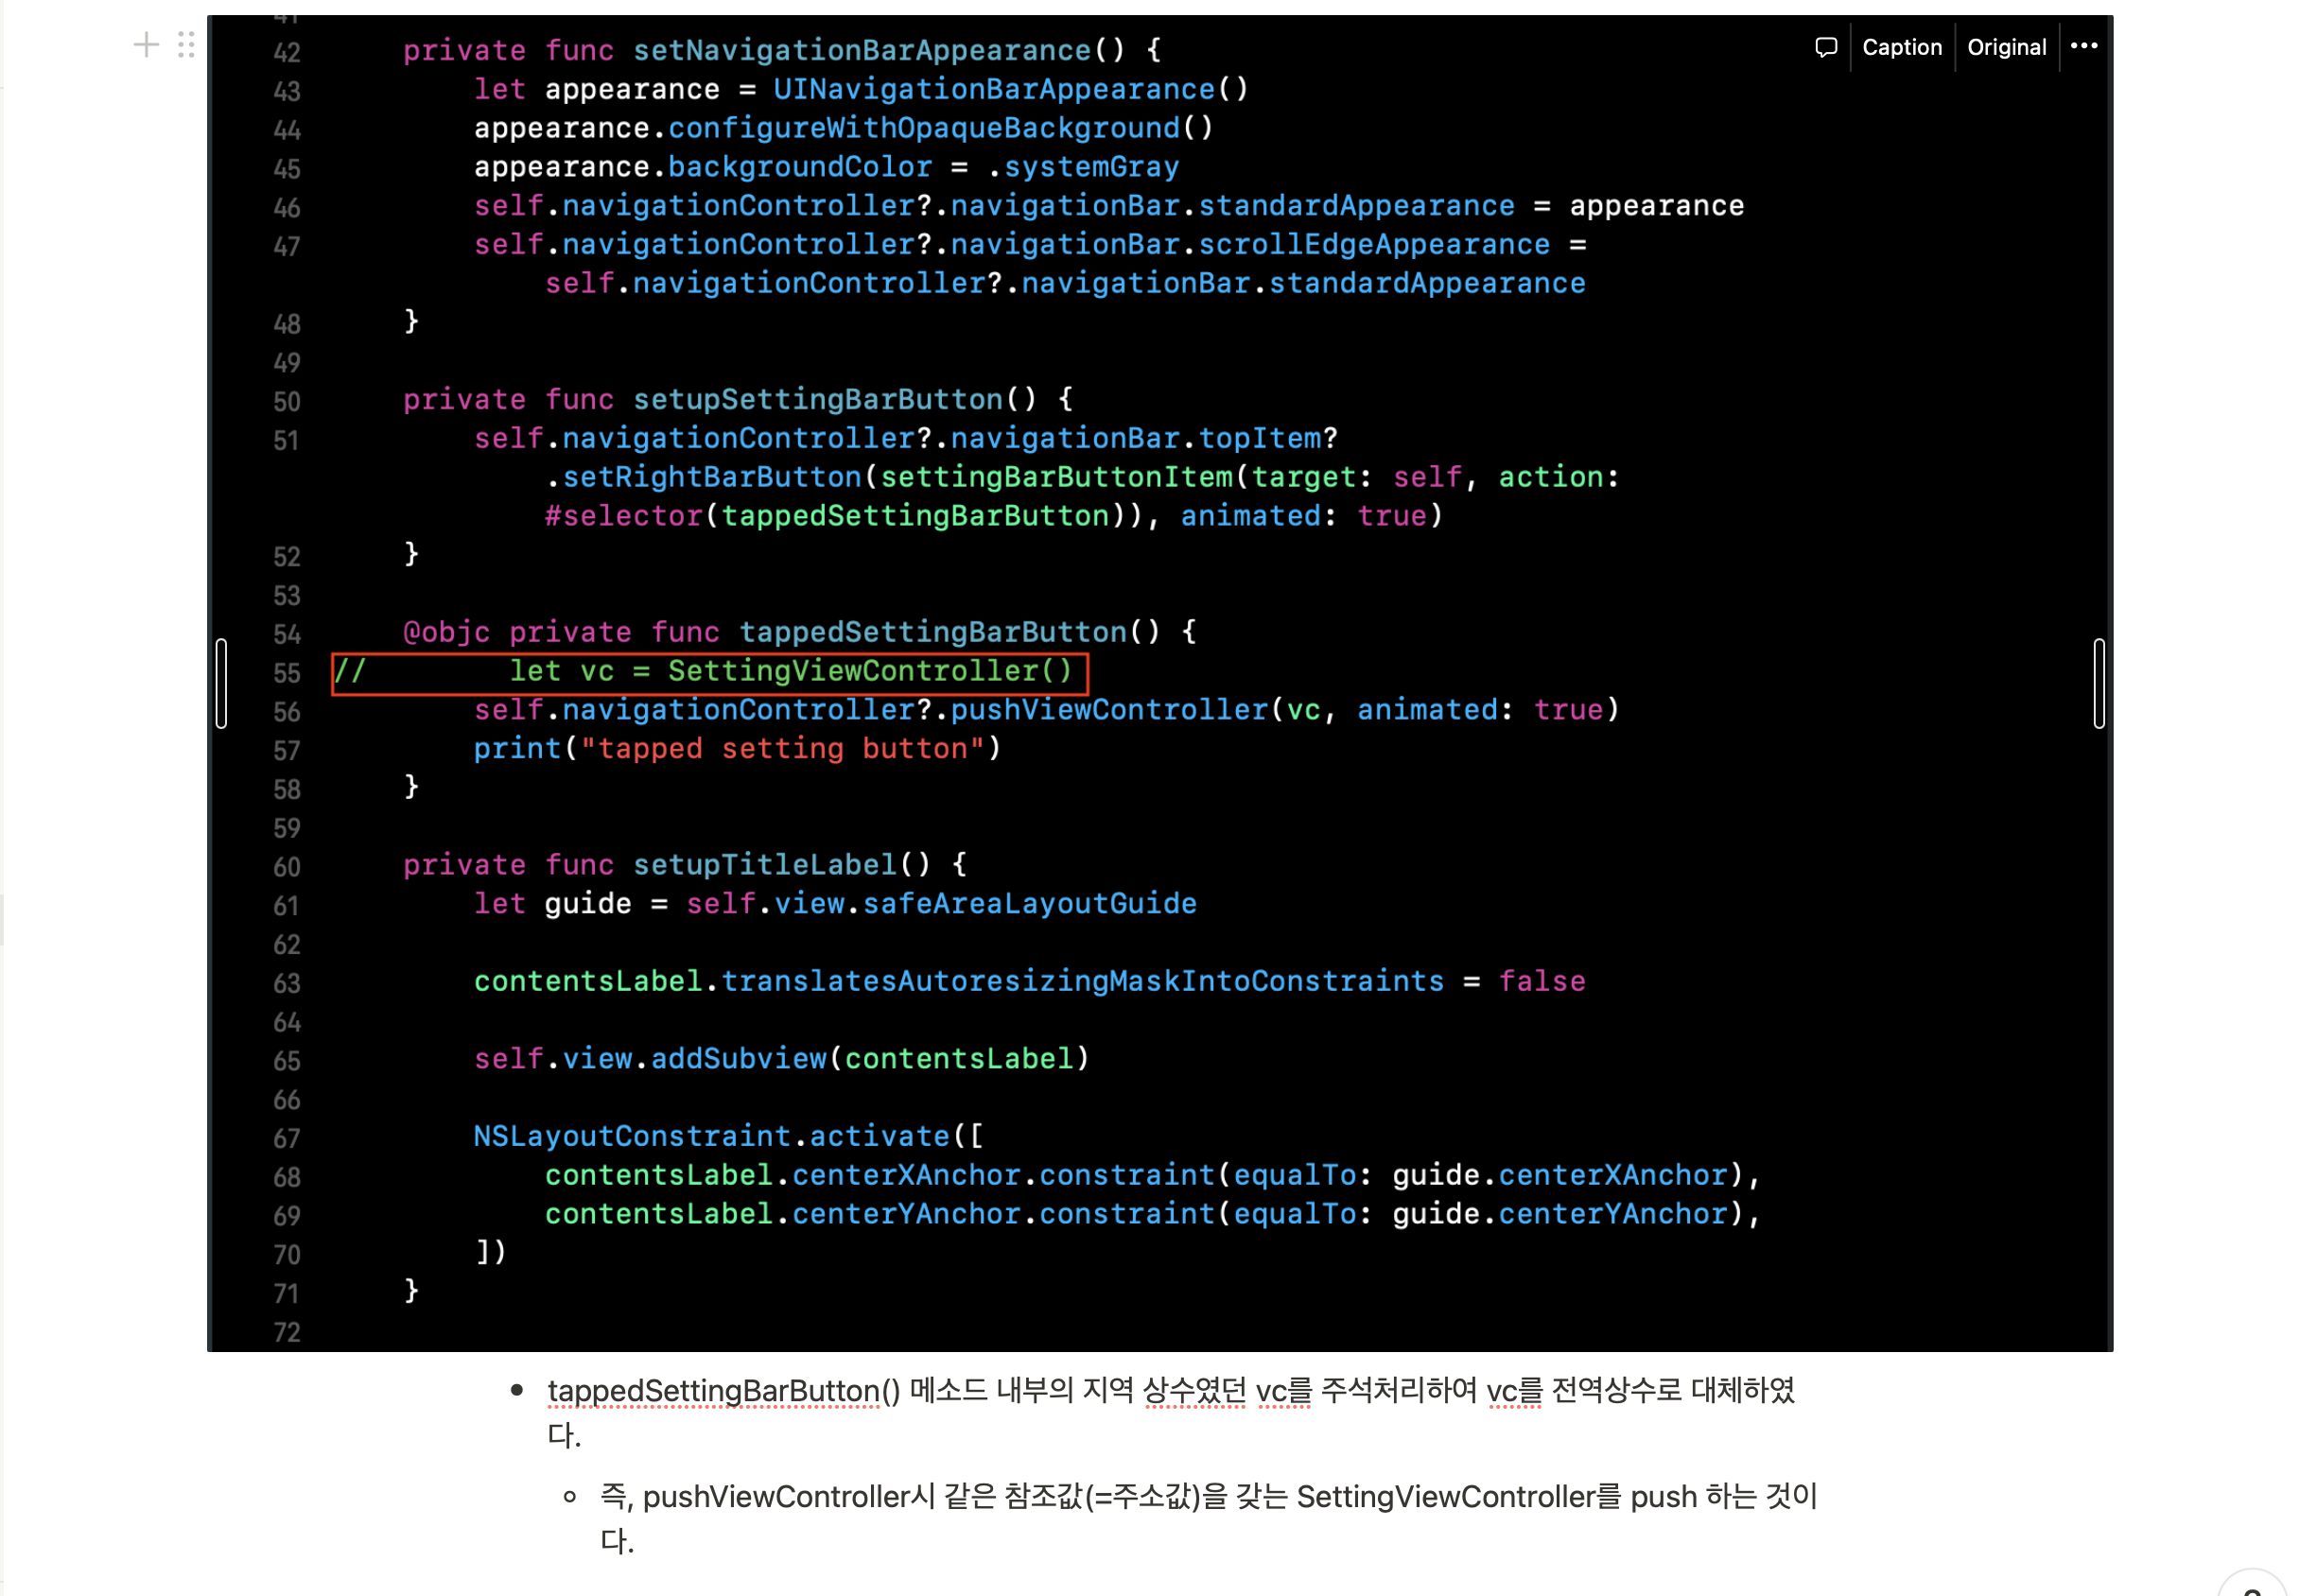 Caption
Original
42 private func setNavigationBarAppearance() {
43 let appearance = UINavigationBarAppearance()
44 appearance.configureWithOpaqueBackground()
45 appearance.backgroundColor = .systemGray
46 self.navigationController?.navigationBar.standardAppearance = appearance
47 self.navigationController?.navigationBar.scrollEdgeAppearance =
self.navigationController?.navigationBar.standardAppearance
48 }
49
50 private func setupSettingBarButton() {
51 self.navigationController?.navigationBar.topItem?
.setRightBarButton(settingBarButtonItem(target: self, action:
#selector(tappedSettingBarButton)), animated: true)
52 }
53
54 @objc private func tappedSettingBarButton() {
55 // let vc = SettingViewController()
56 self.navigationController?.pushViewController(vc, animated: true)
57 print("tapped setting button")
58 }
59
60 private func setupTitleLabel() {
61 let guide = self.view.safeAreaLayoutGuide
62
63 contentsLabel.translatesAutoresizingMaskIntoConstraints = false
64
65 self.view.addSubview(contentsLabel)
66
67 NSLayoutConstraint.activate([
68 contentsLabel.centerXAnchor.constraint(equalTo: guide.centerXAnchor),
69 contentsLabel.centerYAnchor.constraint(equalTo: guide.centerYAnchor),
70 ])
71 }
72
• tappedSettingBarButton() 메소드 내부의 지역 상수였던 vc를 주석처리하여 vc를 전역상수로 대체하였
다.
◦ 즉, pushViewController시 같은 참조값(=주소값)을 갖는 SettingViewController를 push 하는 것이
다.